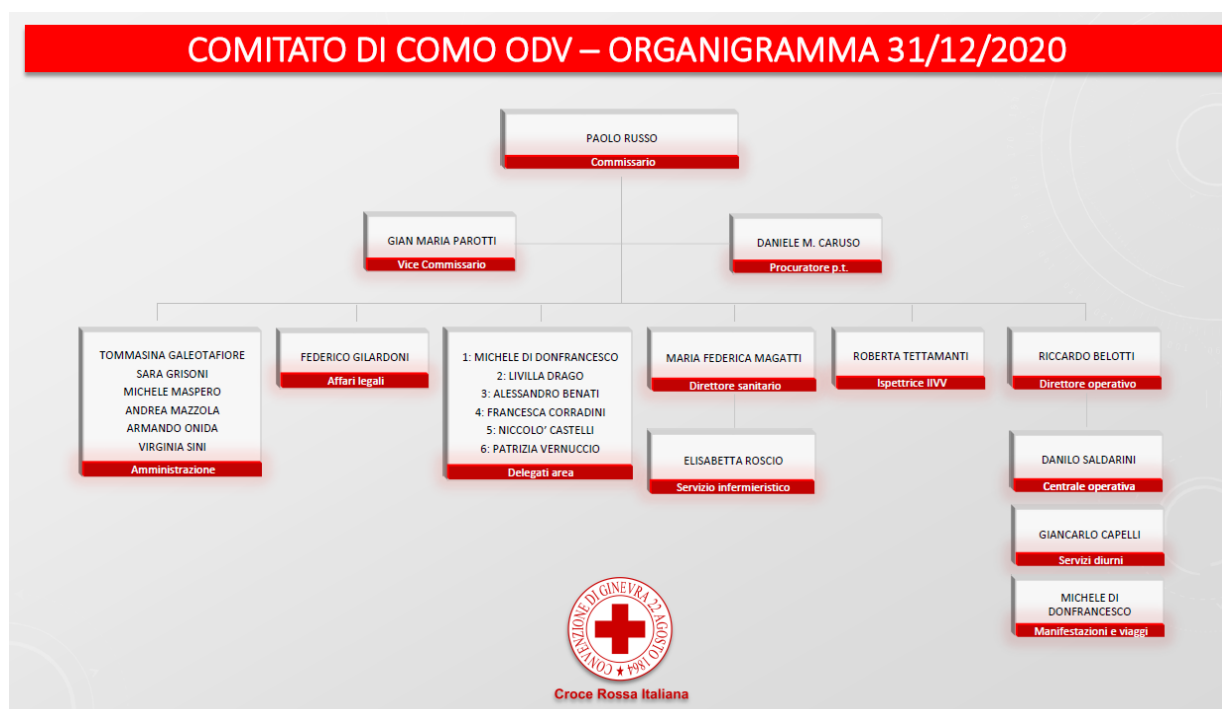 COMITATO DI COMO ODV – ORGANIGRAMMA 31/12/2020
PAOLO RUSSO
Commissario
GIAN MARIA PAROTTI
Vice Commissario
DANIELE M. CARUSO
Procuratore p.t.
TOMMASINA GALEOTAFIORE
SARA GRISONI
MICHELE MASPERO
ANDREA MAZZOLA
ARMANDO ONIDA
VIRGINIA SINI
Amministrazione
FEDERICO GILARDONI
Affari legali
1: MICHELE DI DONFRANCESCO
2: LIVILLA DRAGO
3: ALESSANDRO BENATI
4: FRANCESCA CORRADINI
5: NICCOLO’ CASTELLI
6: PATRIZIA VERNUCCIO
Delegati area
MARIA FEDERICA MAGATTI
Direttore sanitario
ELISABETTA ROSCIO
Servizio infermieristico
ROBERTA TETTAMANTI
Ispettrice IIVV
RICCARDO BELOTTI
Direttore operativo
DANILO SALDARINI
Centrale operativa
GIANCARLO CAPELLI
Servizi diurni
MICHELE DI
DONFRANCESCO
Manifestazioni e viaggi
CONVENZIONE DI GINEVRA 22 AGOSTO 1864
Croce Rossa Italiana